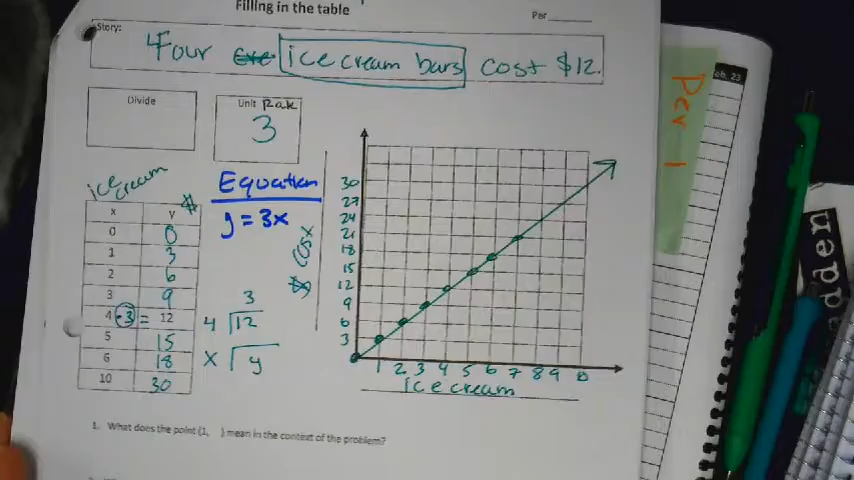 Filling in the table
Per
Story:
Four ice cream bars cost $12.
Divide
Unit Rate
3
ice cream
$
x y
0 0
1 3
2 6
3 9
4 ·3 = 12
5 15
6 18
10 30
Equation
y = 3x
3
4 12
x y
cost
$
30
27
24
21
18
15
12
9
6
3
1 2 3 4 5 6 7 8 9 10
ice cream
1. What does the point (1, ) mean in the context of the problem?
Per 1
23
dden